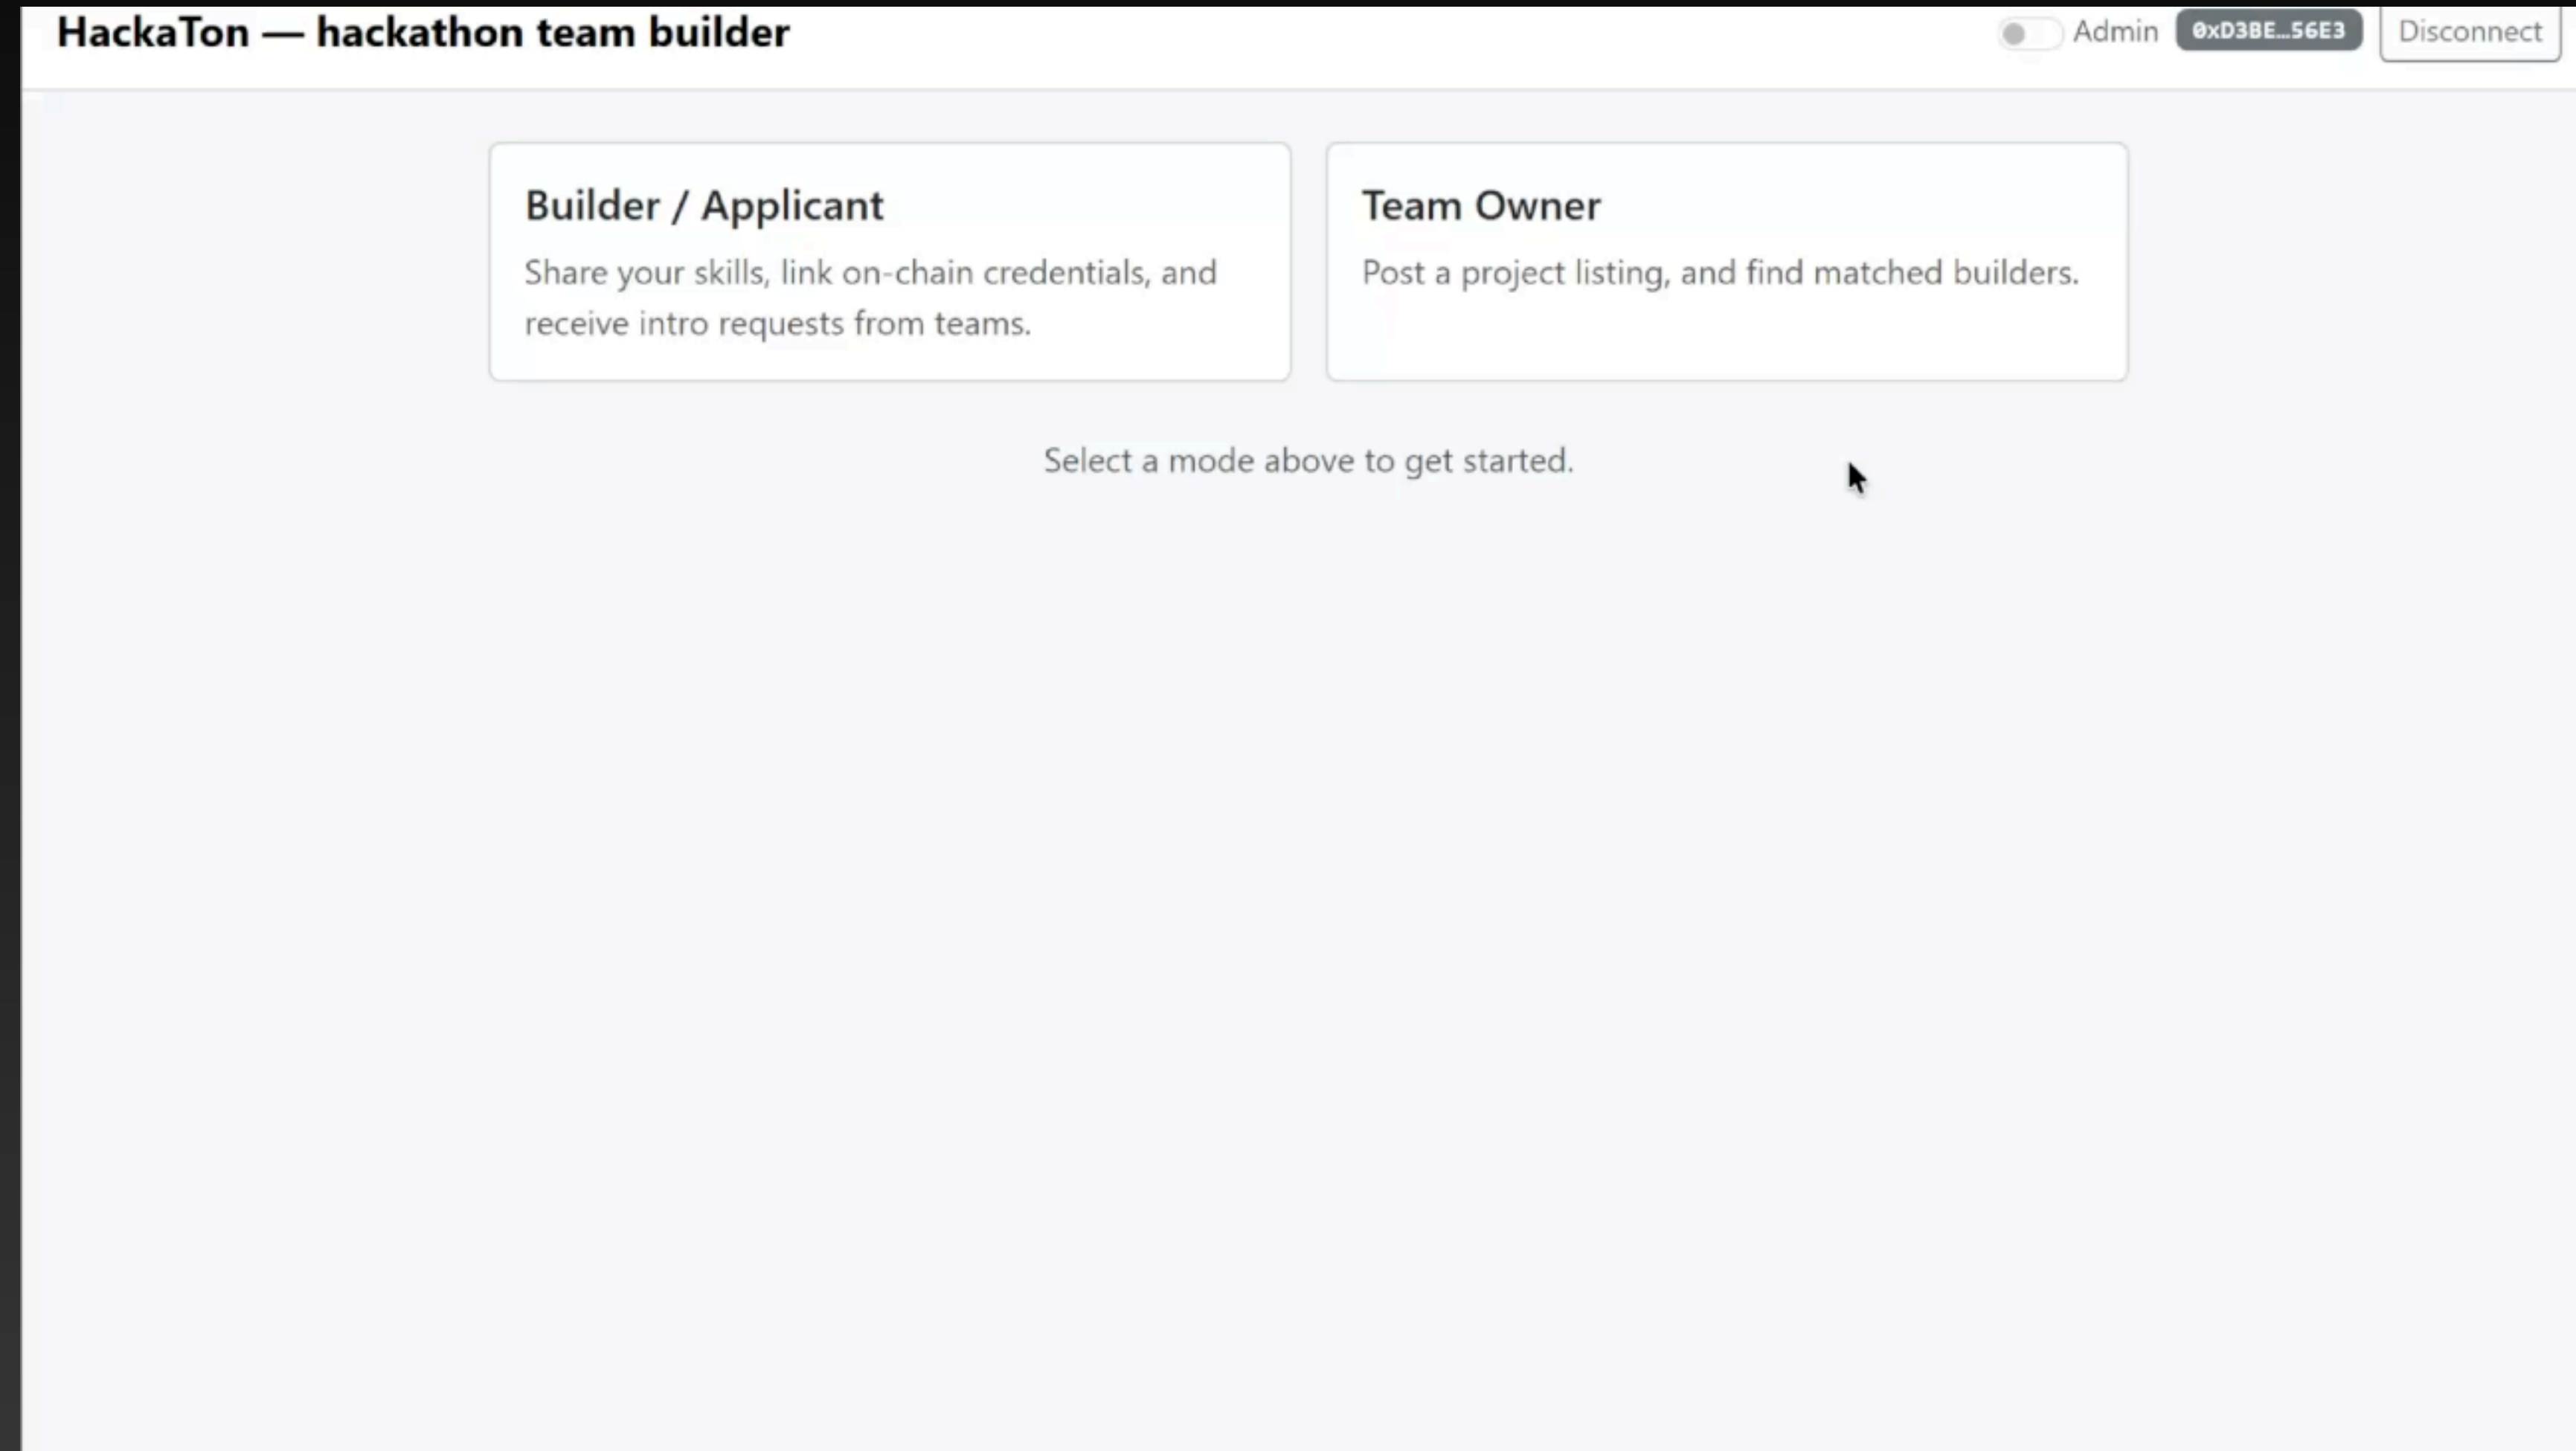 HackaTon — hackathon team builder
Admin
0xD3BE…56E3
Disconnect
Builder / Applicant
Share your skills, link on-chain credentials, and
receive intro requests from teams.
Team Owner
Post a project listing, and find matched builders.
Select a mode above to get started.